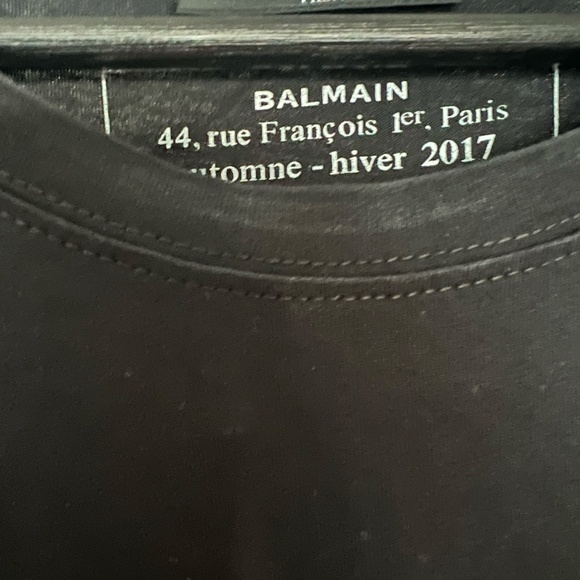 BALMAIN
44, rue François 1er. Paris
utomne - hiver 2017